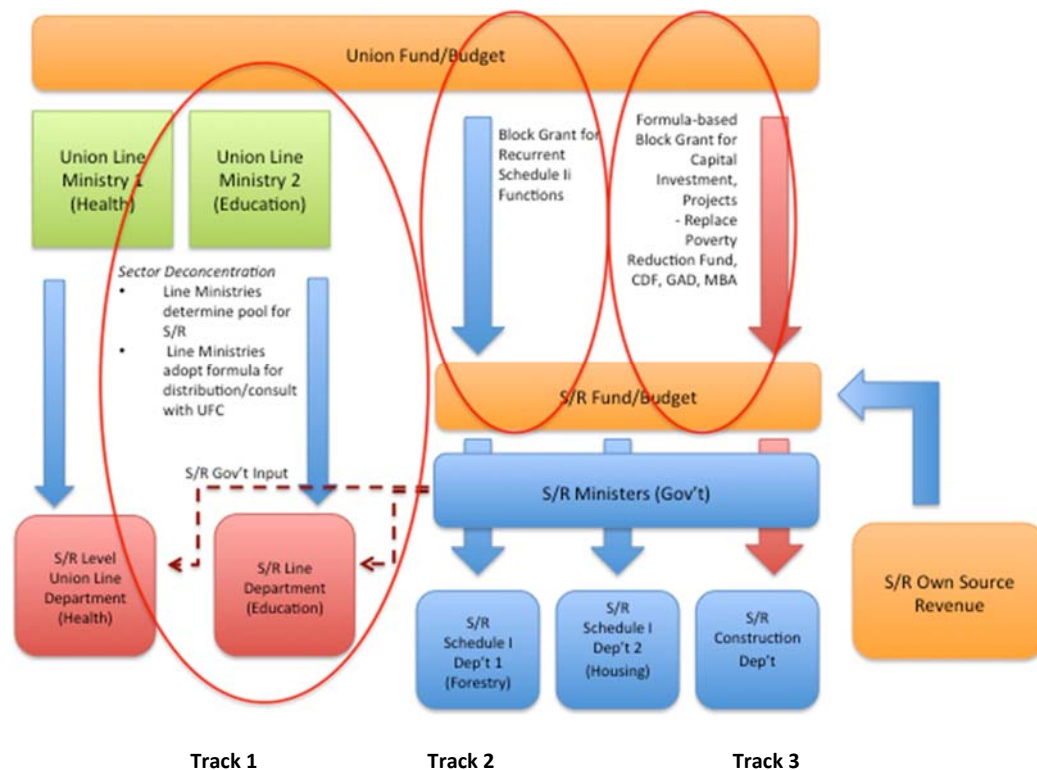 Union Fund/Budget
Union Line
Ministry 1
(Health)
Union Line
Ministry 2
(Education)
Block Grant for
Recurrent
Schedule Ii
Functions
Formula-based
Block Grant for
Capital
Investment,
Projects
- Replace
Poverty
Reduction Fund,
CDF, GAD, MBA
Sector Deconcentration
• Line Ministries
determine pool for
S/R
• Line Ministries
adopt formula for
distribution/consult
with UFC
S/R Fund/Budget
S/R Gov't Input
S/R Ministers (Gov't)
S/R Level
Union Line
Department
(Health)
S/R Line
Department
(Education)
S/R
Schedule I
Dep't 1
(Forestry)
S/R
Schedule I
Dep't 2
(Housing)
S/R
Construction
Dep't
S/R Own Source
Revenue
Track 1
Track 2
Track 3